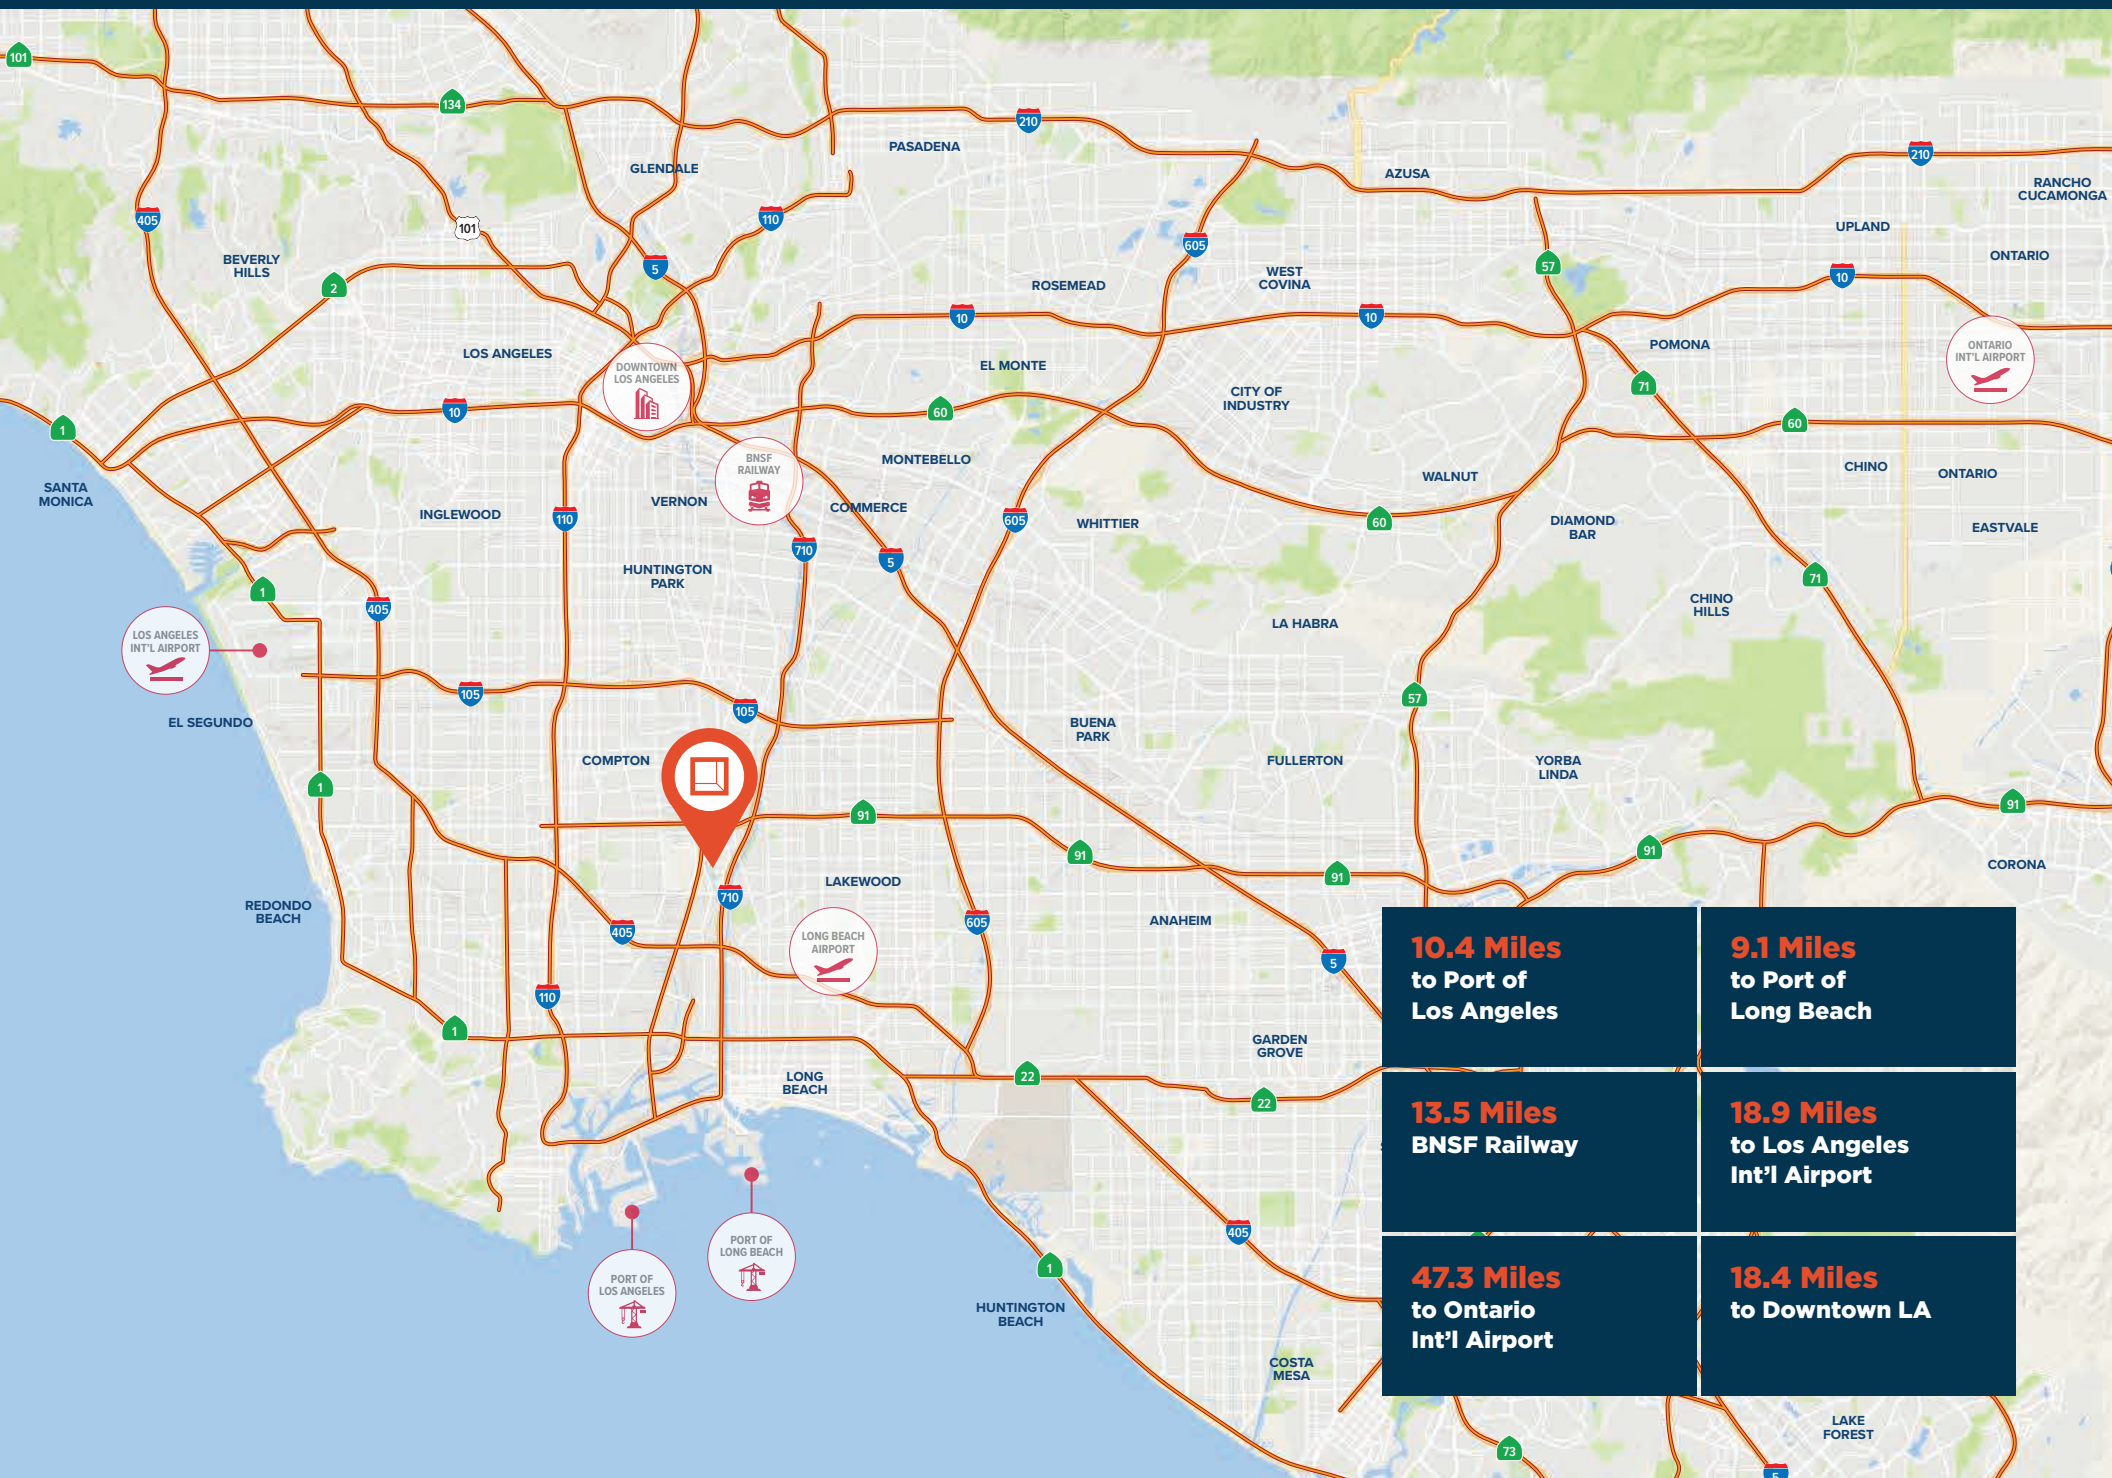 101
134
210
PASADENA
GLENDALE
AZUSA
210
RANCHO
CUCAMONGA
405
101
110
605
UPLAND
BEVERLY
HILLS
2
5
ROSEMEAD
WEST
COVINA
57
10
ONTARIO
10
10
LOS ANGELES
DOWNTOWN
LOS ANGELES
EL MONTE
POMONA
ONTARIO
INT'L AIRPORT
1
10
60
CITY OF
INDUSTRY
71
60
SANTA
MONICA
BNSF
RAILWAY
MONTEBELLO
WALNUT
CHINO
ONTARIO
INGLEWOOD
110
VERNON
COMMERCE
605
WHITTIER
60
DIAMOND
BAR
EASTVALE
710
5
HUNTINGTON
PARK
71
1
405
CHINO
HILLS
LA HABRA
LOS ANGELES
INT'L AIRPORT
105
105
57
EL SEGUNDO
BUENA
PARK
COMPTON
FULLERTON
YORBA
LINDA
1
91
91
91
91
91
CORONA
LAKEWOOD
710
REDONDO
BEACH
405
605
ANAHEIM
LONG BEACH
AIRPORT
5
110
1
GARDEN
GROVE
LONG
BEACH
22
22
PORT OF
LONG BEACH
405
1
PORT OF
LOS ANGELES
HUNTINGTON
BEACH
COSTA
MESA
10.4 Miles
to Port of
Los Angeles
9.1 Miles
to Port of
Long Beach
13.5 Miles
BNSF Railway
18.9 Miles
to Los Angeles
Int’l Airport
47.3 Miles
to Ontario
Int’l Airport
18.4 Miles
to Downtown LA
LAKE
FOREST
73
5